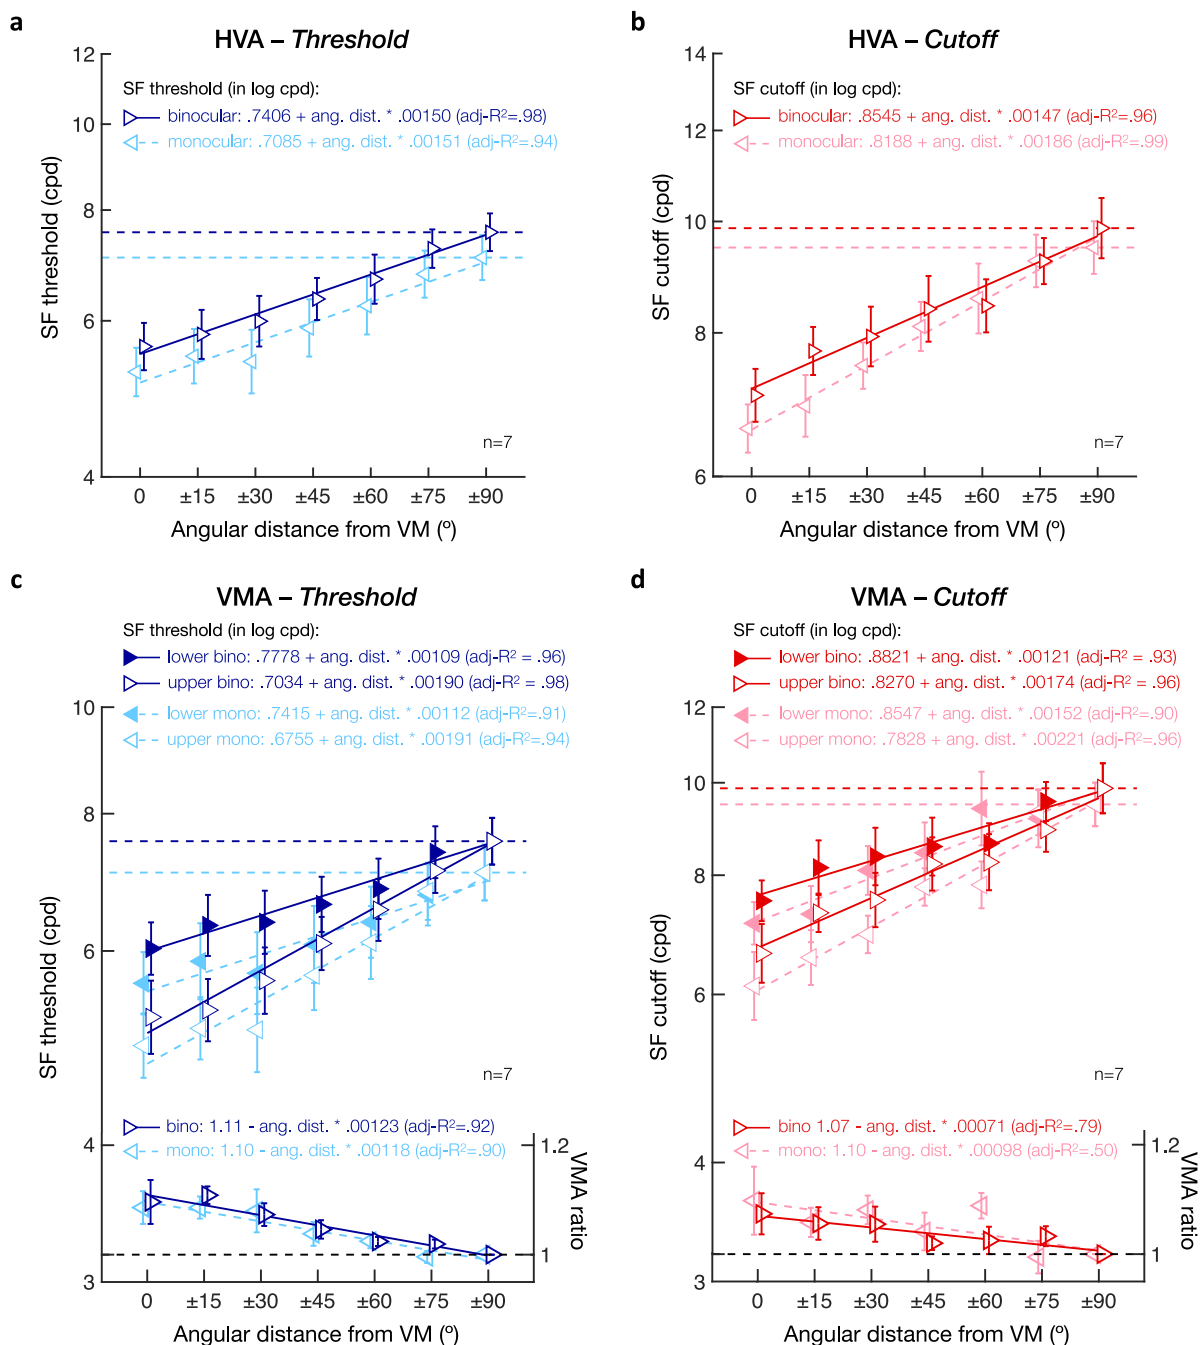 a
HVA – Threshold
SF threshold (in log cpd):
binocular: .7406 + ang. dist. * .00150 (adj-R²=.98)
monocular: .7085 + ang. dist. * .00151 (adj-R²=.94)
SF threshold (cpd)
12
10
8
6
4
n=7
0 ±15 ±30 ±45 ±60 ±75 ±90
Angular distance from VM (º)
b
HVA – Cutoff
SF cutoff (in log cpd):
binocular: .8545 + ang. dist. * .00147 (adj-R²=.96)
monocular: .8188 + ang. dist. * .00186 (adj-R²=.99)
SF cutoff (cpd)
14
12
10
8
6
n=7
0 ±15 ±30 ±45 ±60 ±75 ±90
Angular distance from VM (º)
c
VMA – Threshold
SF threshold (in log cpd):
lower bino: .7778 + ang. dist. * .00109 (adj-R² = .96)
upper bino: .7034 + ang. dist. * .00190 (adj-R² = .98)
lower mono: .7415 + ang. dist. * .00112 (adj-R²=.91)
upper mono: .6755 + ang. dist. * .00191 (adj-R²=.94)
SF threshold (cpd)
10
8
6
4
3
n=7
bino: 1.11 - ang. dist. * .00123 (adj-R²=.92)
mono: 1.10 - ang. dist. * .00118 (adj-R²=.90)
1.2
1
VMA ratio
0 ±15 ±30 ±45 ±60 ±75 ±90
Angular distance from VM (º)
d
VMA – Cutoff
SF cutoff (in log cpd):
lower bino: .8821 + ang. dist. * .00121 (adj-R² = .93)
upper bino: .8270 + ang. dist. * .00174 (adj-R² = .96)
lower mono: .8547 + ang. dist. * .00152 (adj-R²=.90)
upper mono: .7828 + ang. dist. * .00221 (adj-R²=.96)
SF cutoff (cpd)
12
10
8
6
4
3
n=7
bino 1.07 - ang. dist. * .00071 (adj-R²=.79)
mono: 1.10 - ang. dist. * .00098 (adj-R²=.50)
1.2
1
VMA ratio
0 ±15 ±30 ±45 ±60 ±75 ±90
Angular distance from VM (º)